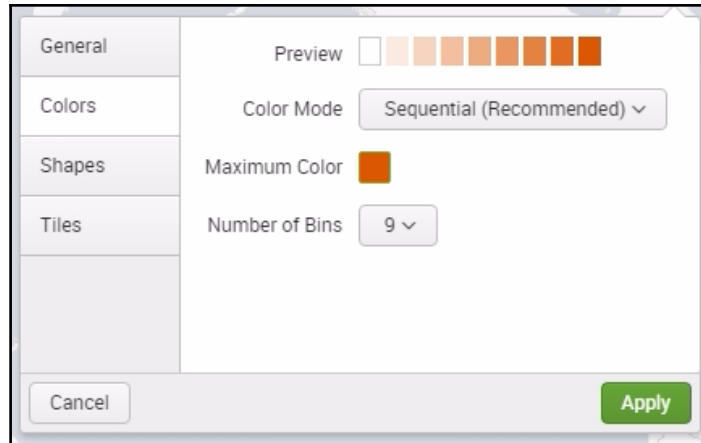 General
Colors
Shapes
Tiles
Preview
Color Mode Sequential (Recommended)
Maximum Color
Number of Bins 9
Cancel Apply